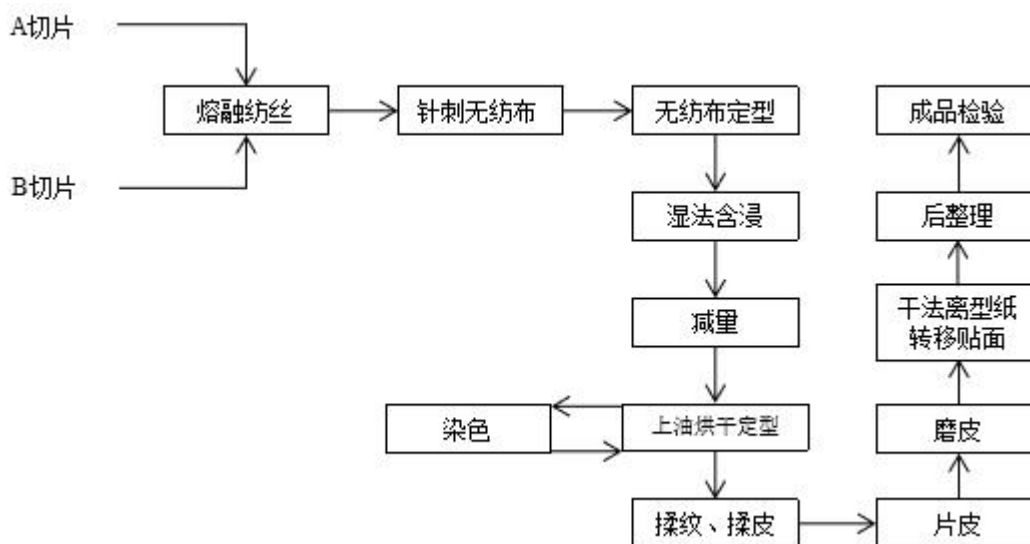 A切片
熔融纺丝
针刺无纺布
无纺布定型
成品检验
B切片
湿法含浸
后整理
减量
干法离型纸
转移贴面
染色
上油烘干定型
磨皮
揉纹、揉皮
片皮